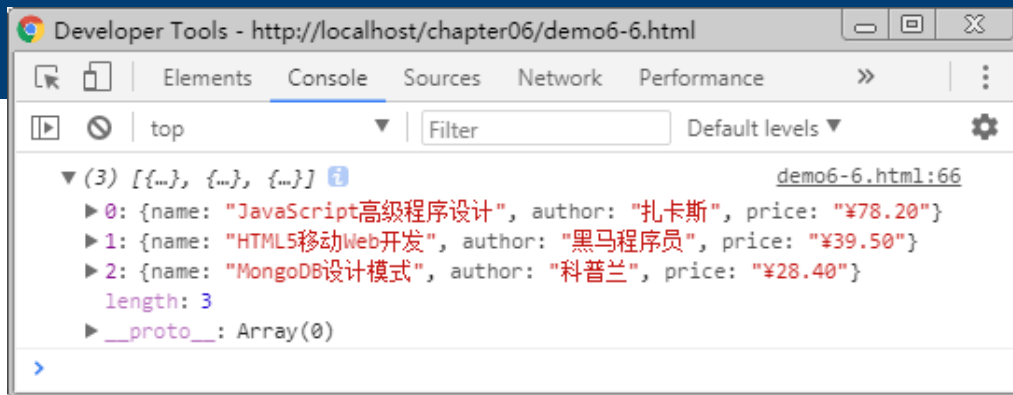 Developer Tools - http://localhost/chapter06/demo6-6.html
Elements Console Sources Network Performance »
top ▼ Filter Default levels ▼
▼ (3) [{…}, {…}, {…}] i demo6-6.html:66
▶ 0: {name: "JavaScript高级程序设计", author: "扎卡斯", price: "¥78.20"}
▶ 1: {name: "HTML5移动Web开发", author: "黑马程序员", price: "¥39.50"}
▶ 2: {name: "MongoDB设计模式", author: "科普兰", price: "¥28.40"}
length: 3
▶ __proto__: Array(0)
>